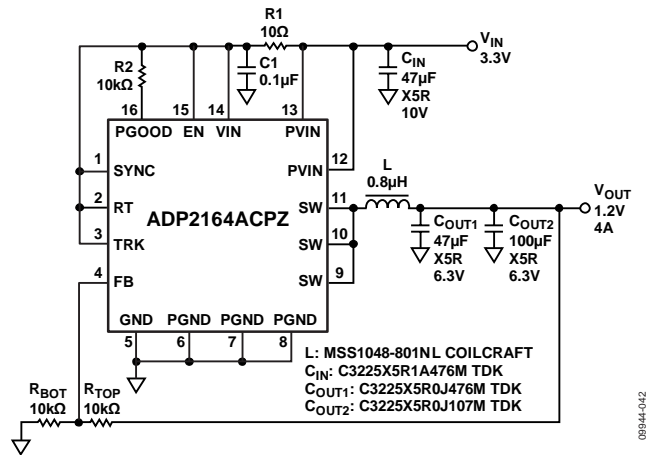 R1
10Ω
VIN
3.3V
R2
10kΩ
C1
0.1µF
CIN
47µF
X5R
10V
16 15 14 13
PGOOD EN VIN PVIN
1 SYNC
PVIN 12
L
0.8µH
2 RT
SW 11
VOUT
1.2V
4A
ADP2164ACPZ
COUT1
47µF
X5R
6.3V
COUT2
100µF
X5R
6.3V
3 TRK
SW 10
4 FB
SW 9
GND PGND PGND PGND
5 6 7 8
L: MSS1048-801NL COILCRAFT
CIN: C3225X5R1A476M TDK
COUT1: C3225X5R0J476M TDK
COUT2: C3225X5R0J107M TDK
RBOT
10kΩ
RTOP
10kΩ
09944-042